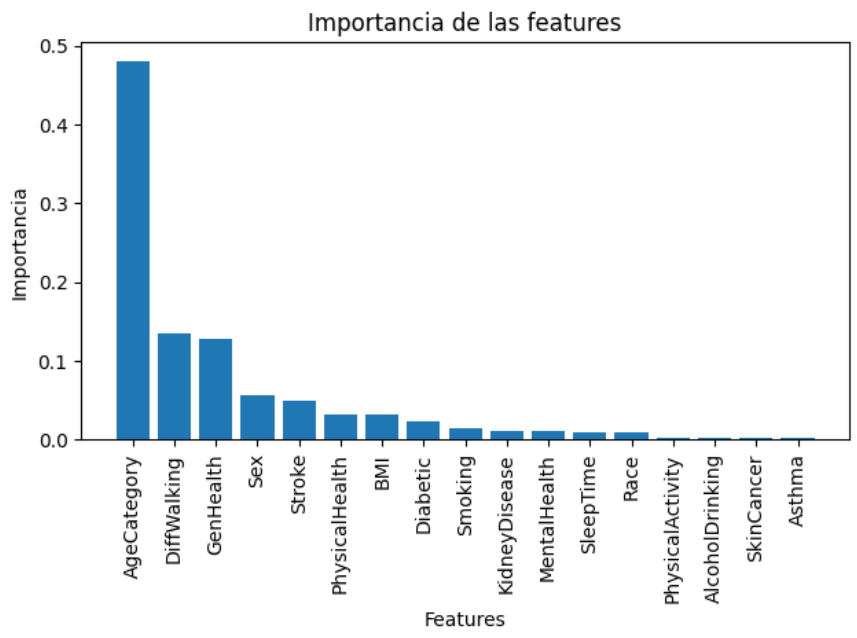 Importancia de las features
0.5
0.4
0.3
0.2
0.1
0.0
Importancia
AgeCategory
DiffWalking
GenHealth
Sex
Stroke
PhysicalHealth
BMI
Diabetic
Smoking
KidneyDisease
MentalHealth
SleepTime
Race
PhysicalActivity
AlcoholDrinking
SkinCancer
Asthma
Features